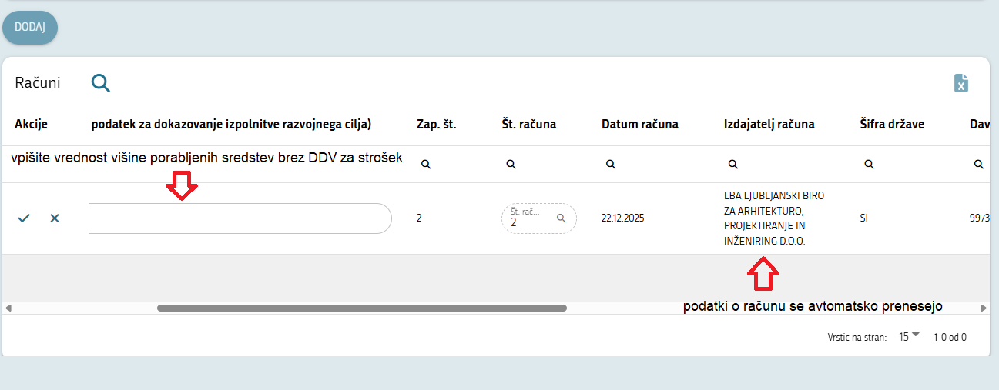 DODAJ
Računi
Akcije podatek za dokazovanje izpolnitve razvojnega cilja) Zap. št. Št. računa Datum računa Izdajatelj računa Šifra države Dav
vpišite vrednost višine porabljenih sredstev brez DDV za strošek
2 Št. rač... 2 22.12.2025 LBA LJUBLJANSKI BIRO SI 9973
ZA ARHITEKTURO,
PROJEKTIRANJE IN
INŽENIRING D.O.O.
podatki o računu se avtomatsko prenesejo
Vrstic na stran: 15 1-0 od 0